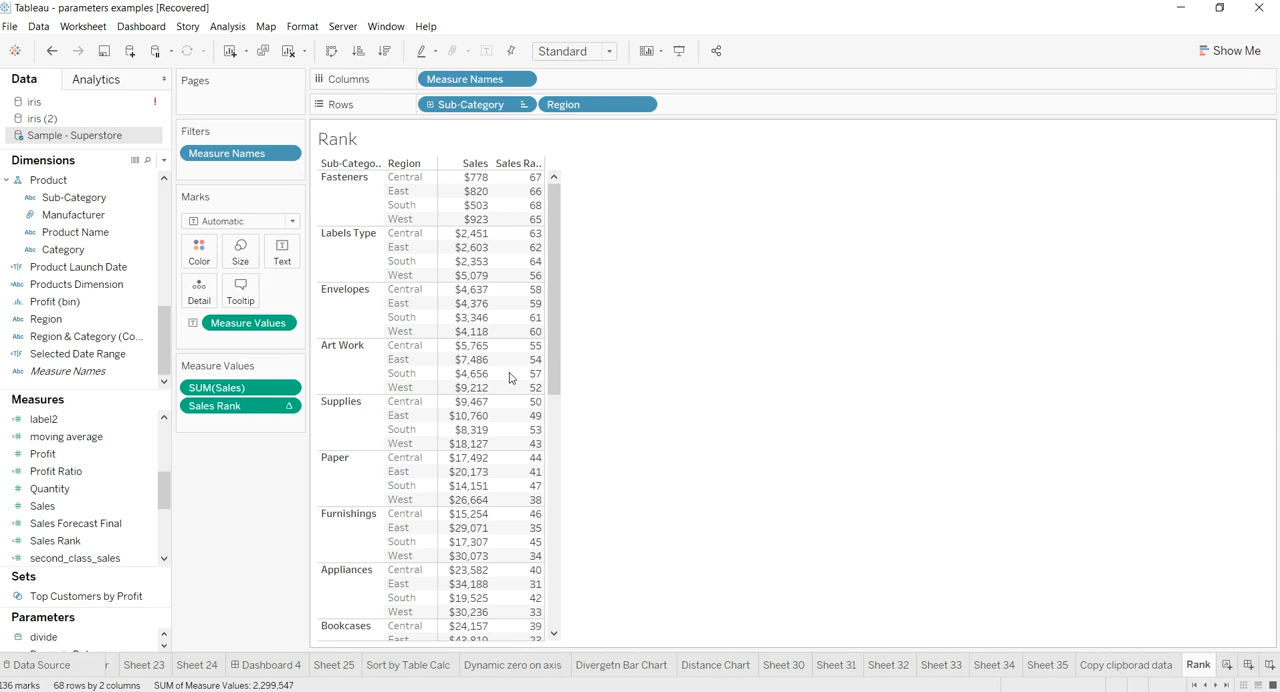 Tableau - parameters examples [Recovered]
File Data Worksheet Dashboard Story Analysis Map Format Server Window Help
Standard Show Me
Data Analytics
iris !
iris (2)
Sample - Superstore
Dimensions
Product
Abc Sub-Category
Manufacturer
Abc Product Name
Abc Category
Product Launch Date
Abc Products Dimension
Profit (bin)
Abc Region
Abc Region & Category (Co...
Selected Date Range
Abc Measure Names
Measures
label2
moving average
Profit
Profit Ratio
Quantity
Sales
Sales Forecast Final
Sales Rank
second_class_sales
Sets
Top Customers by Profit
Parameters
divide
Pages
Filters
Measure Names
Marks
Automatic
Color Size Text
Detail Tooltip
Measure Values
Measure Values
SUM(Sales)
Sales Rank
Columns Measure Names
Rows Sub-Category Region
Rank
Sub-Catego.. Region Sales Sales Ra..
Fasteners Central $778 67
East $820 66
South $503 68
West $923 65
Labels Type Central $2,451 63
East $2,603 62
South $2,353 64
West $5,079 56
Envelopes Central $4,637 58
East $4,376 59
South $3,346 61
West $4,118 60
Art Work Central $5,765 55
East $7,486 54
South $4,656 57
West $9,212 52
Supplies Central $9,467 50
East $10,760 49
South $8,319 53
West $18,127 43
Paper Central $17,492 44
East $20,173 41
South $14,151 47
West $26,664 38
Furnishings Central $15,254 46
East $29,071 35
South $17,307 45
West $30,073 34
Appliances Central $23,582 40
East $34,188 31
South $19,525 42
West $30,236 33
Bookcases Central $24,157 39
Data Source r Sheet 23 Sheet 24 Dashboard 4 Sheet 25 Sort by Table Calc Dynamic zero on axis Divergetn Bar Chart Distance Chart Sheet 30 Sheet 31 Sheet 32 Sheet 33 Sheet 34 Sheet 35 Copy clipborad data Rank
136 marks 68 rows by 2 columns SUM of Measure Values: 2,299,547